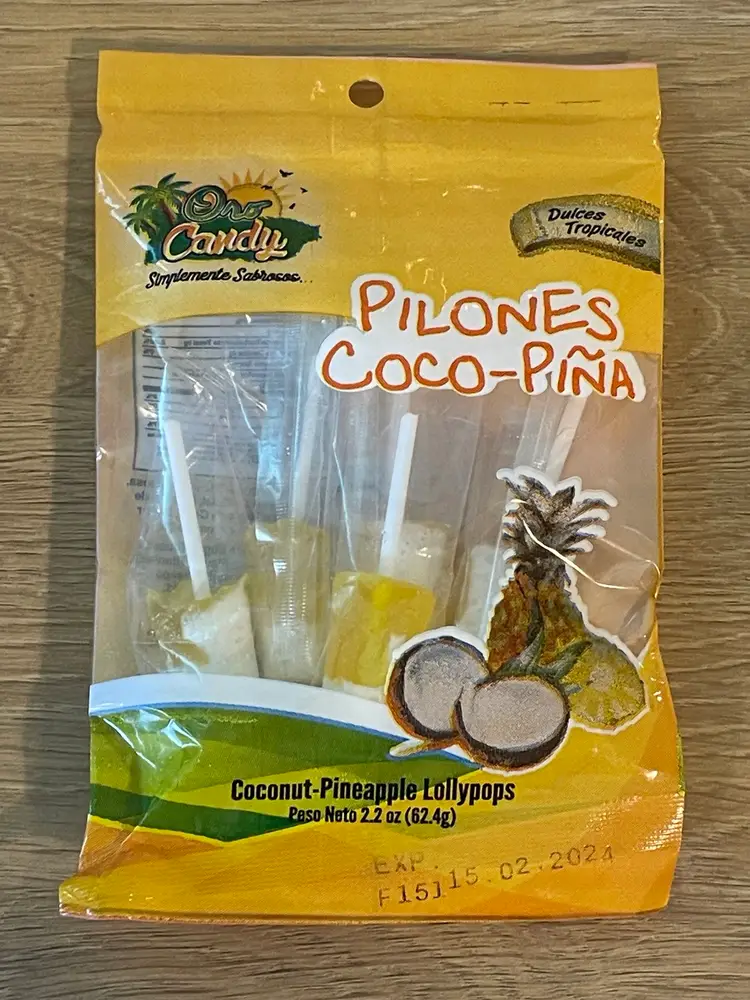 Oro
Candy
Simplemente Sabrosos...
Dulces
Tropicales
PILONES
COCO-PIÑA
Coconut-Pineapple Lollypops
Peso Neto 2.2 oz (62.4g)
EXP.
F151 15.02.2024